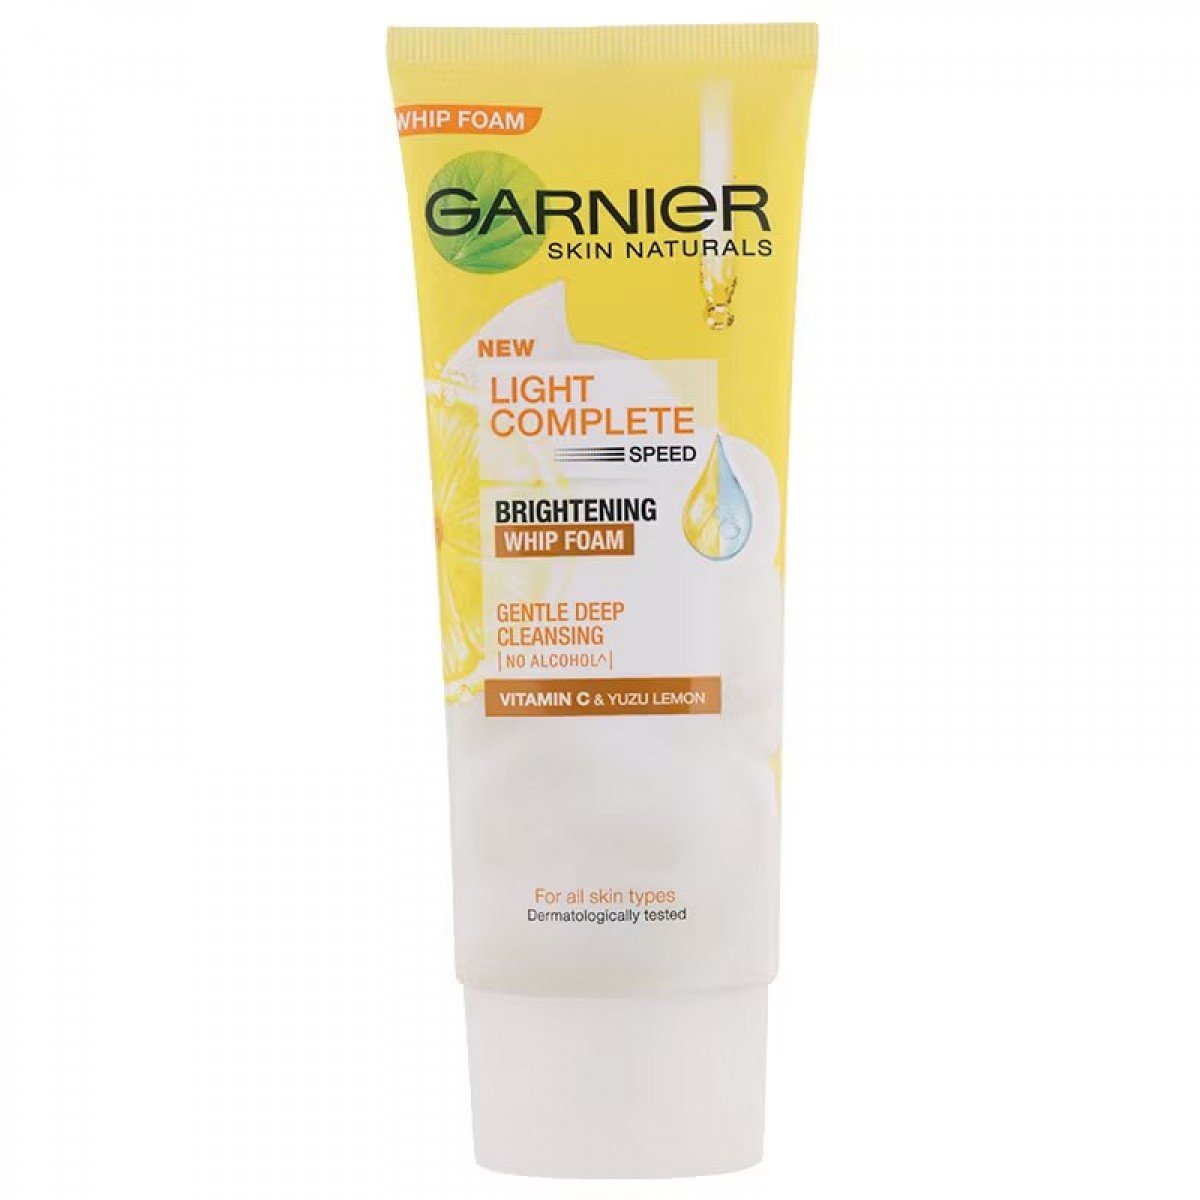 WHIP FOAM
GARNIER
SKIN NATURALS
NEW
LIGHT
COMPLETE
SPEED
BRIGHTENING
WHIP FOAM
GENTLE DEEP
CLEANSING
|NO ALCOHOL^|
VITAMIN C & YUZU LEMON
For all skin types
Dermatologically tested